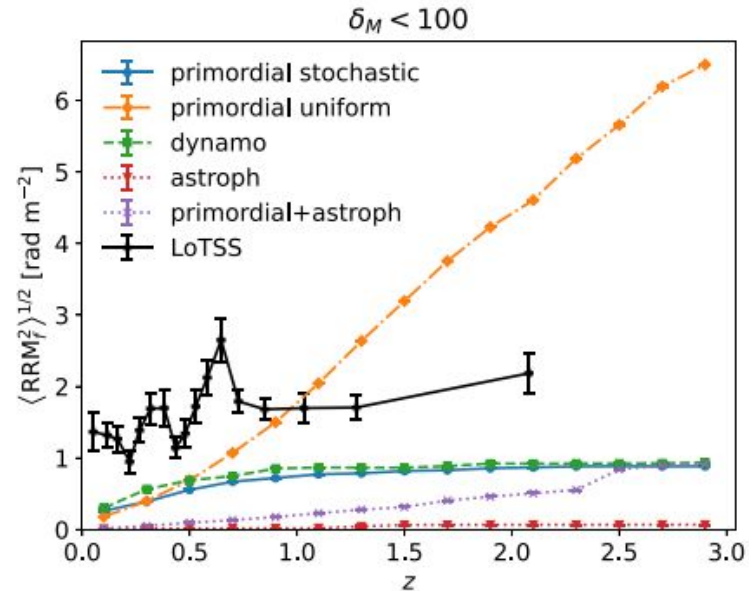 δ_M < 100
primordial stochastic
primordial uniform
dynamo
astroph
primordial+astroph
LoTSS
⟨RRM_f^2⟩^{1/2} [rad m^{−2}]
6
5
4
3
2
1
0
0.0 0.5 1.0 1.5 2.0 2.5 3.0
z